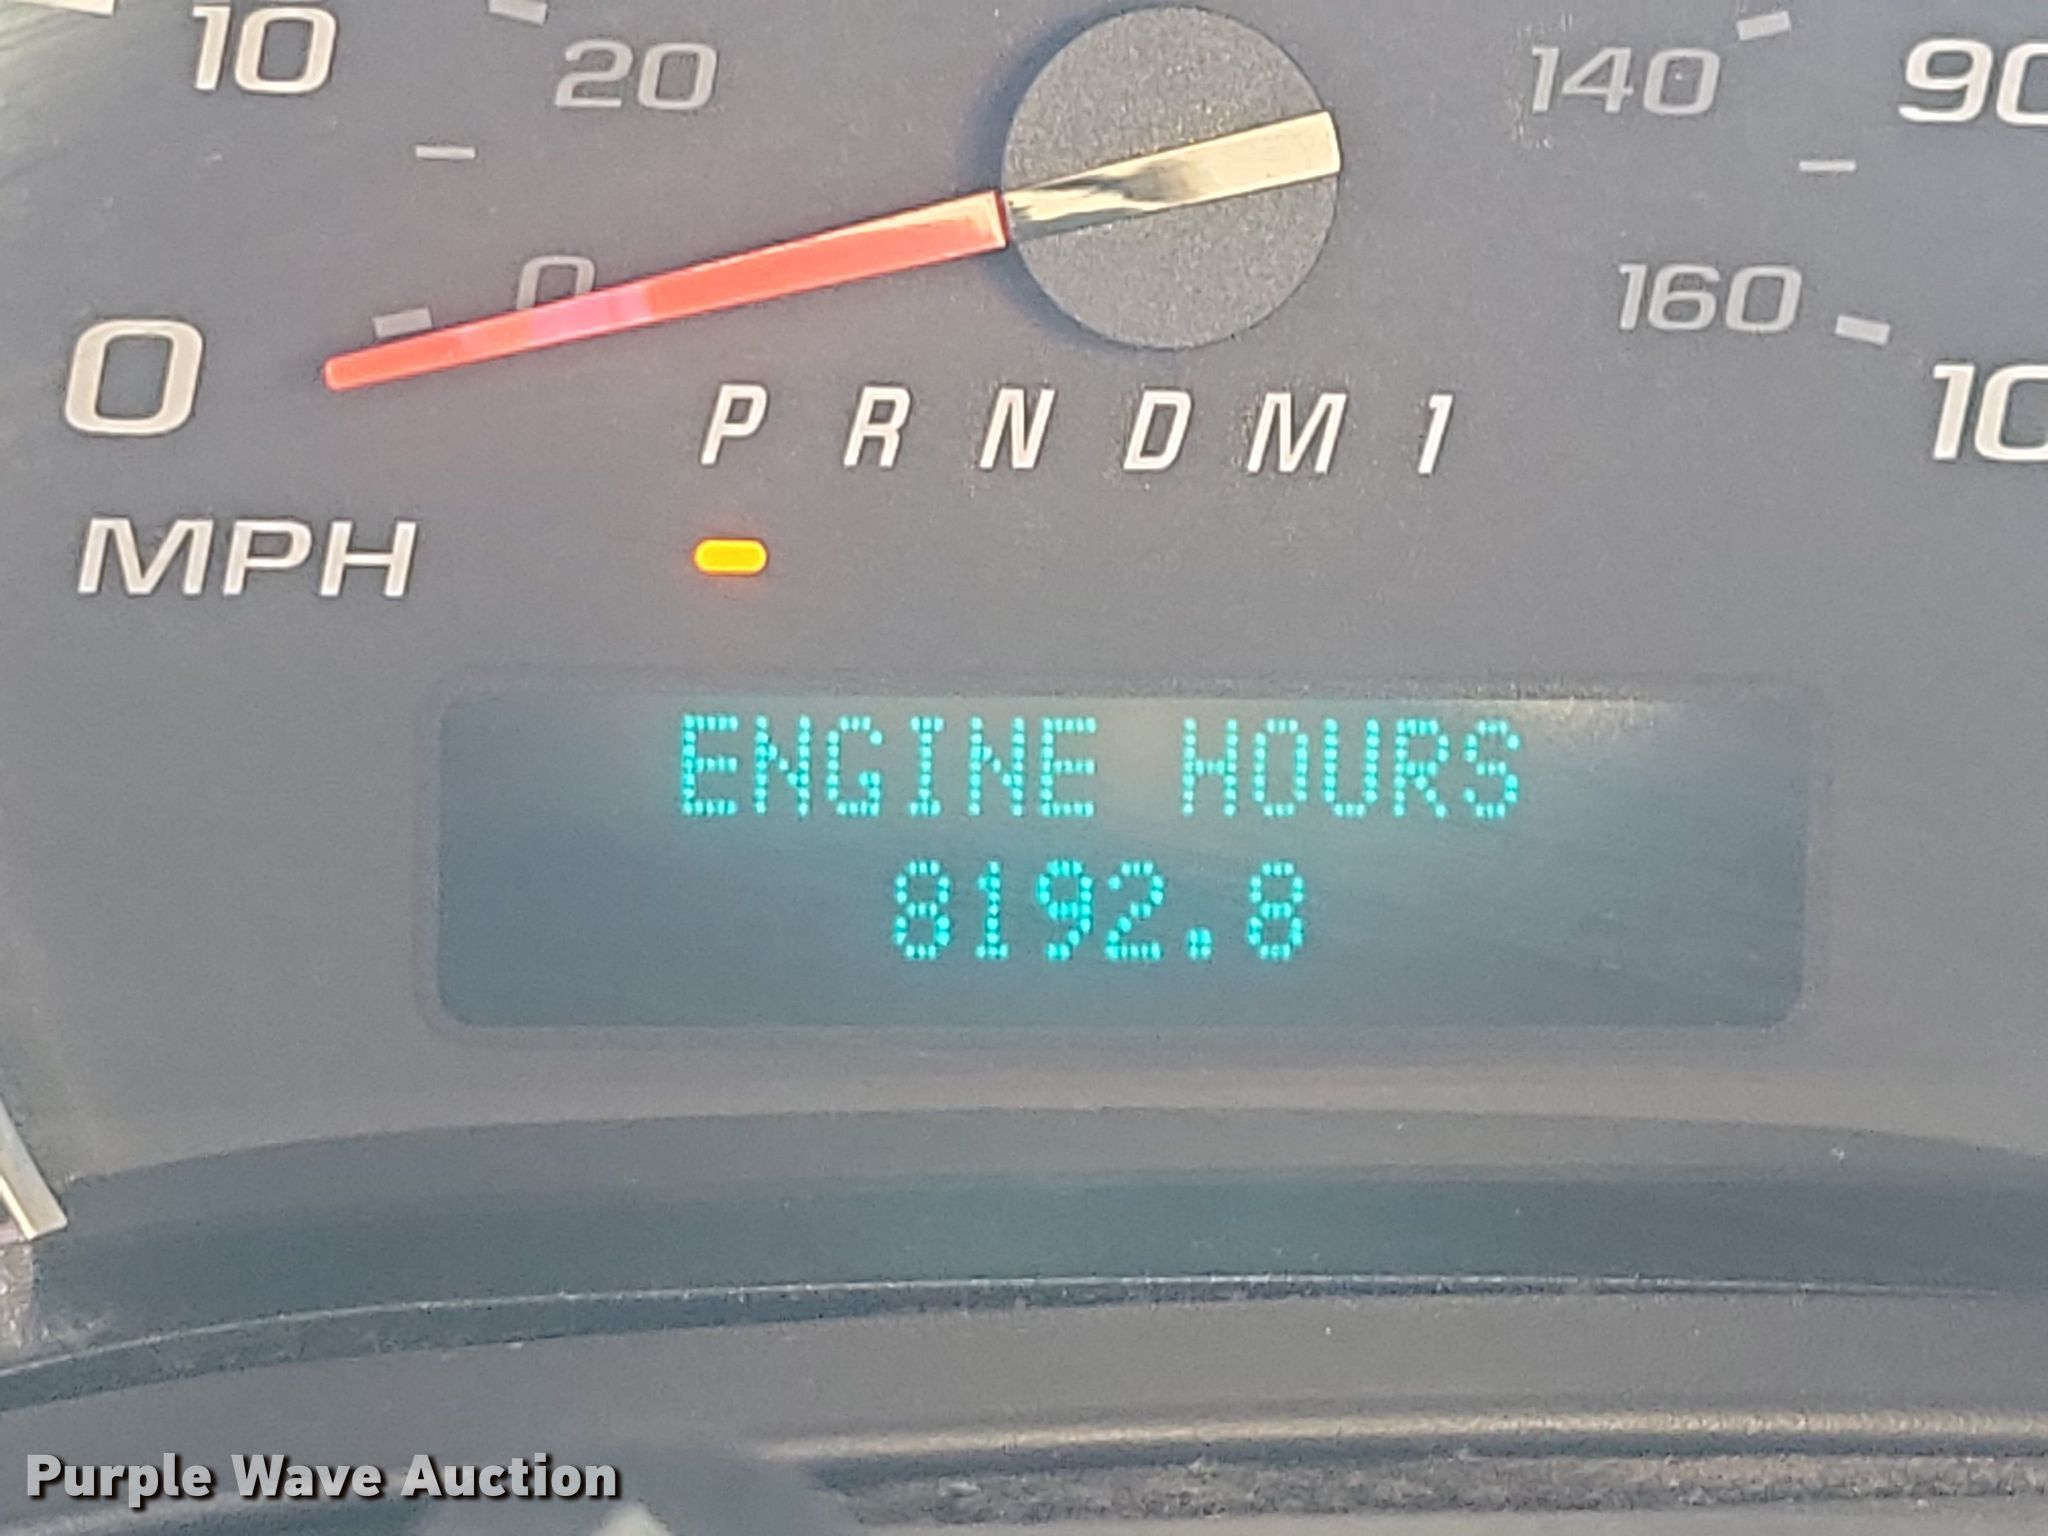 10
20
140
90
0
160
0
10
P R N D M 1
MPH
ENGINE HOURS
8192.8
Purple Wave Auction